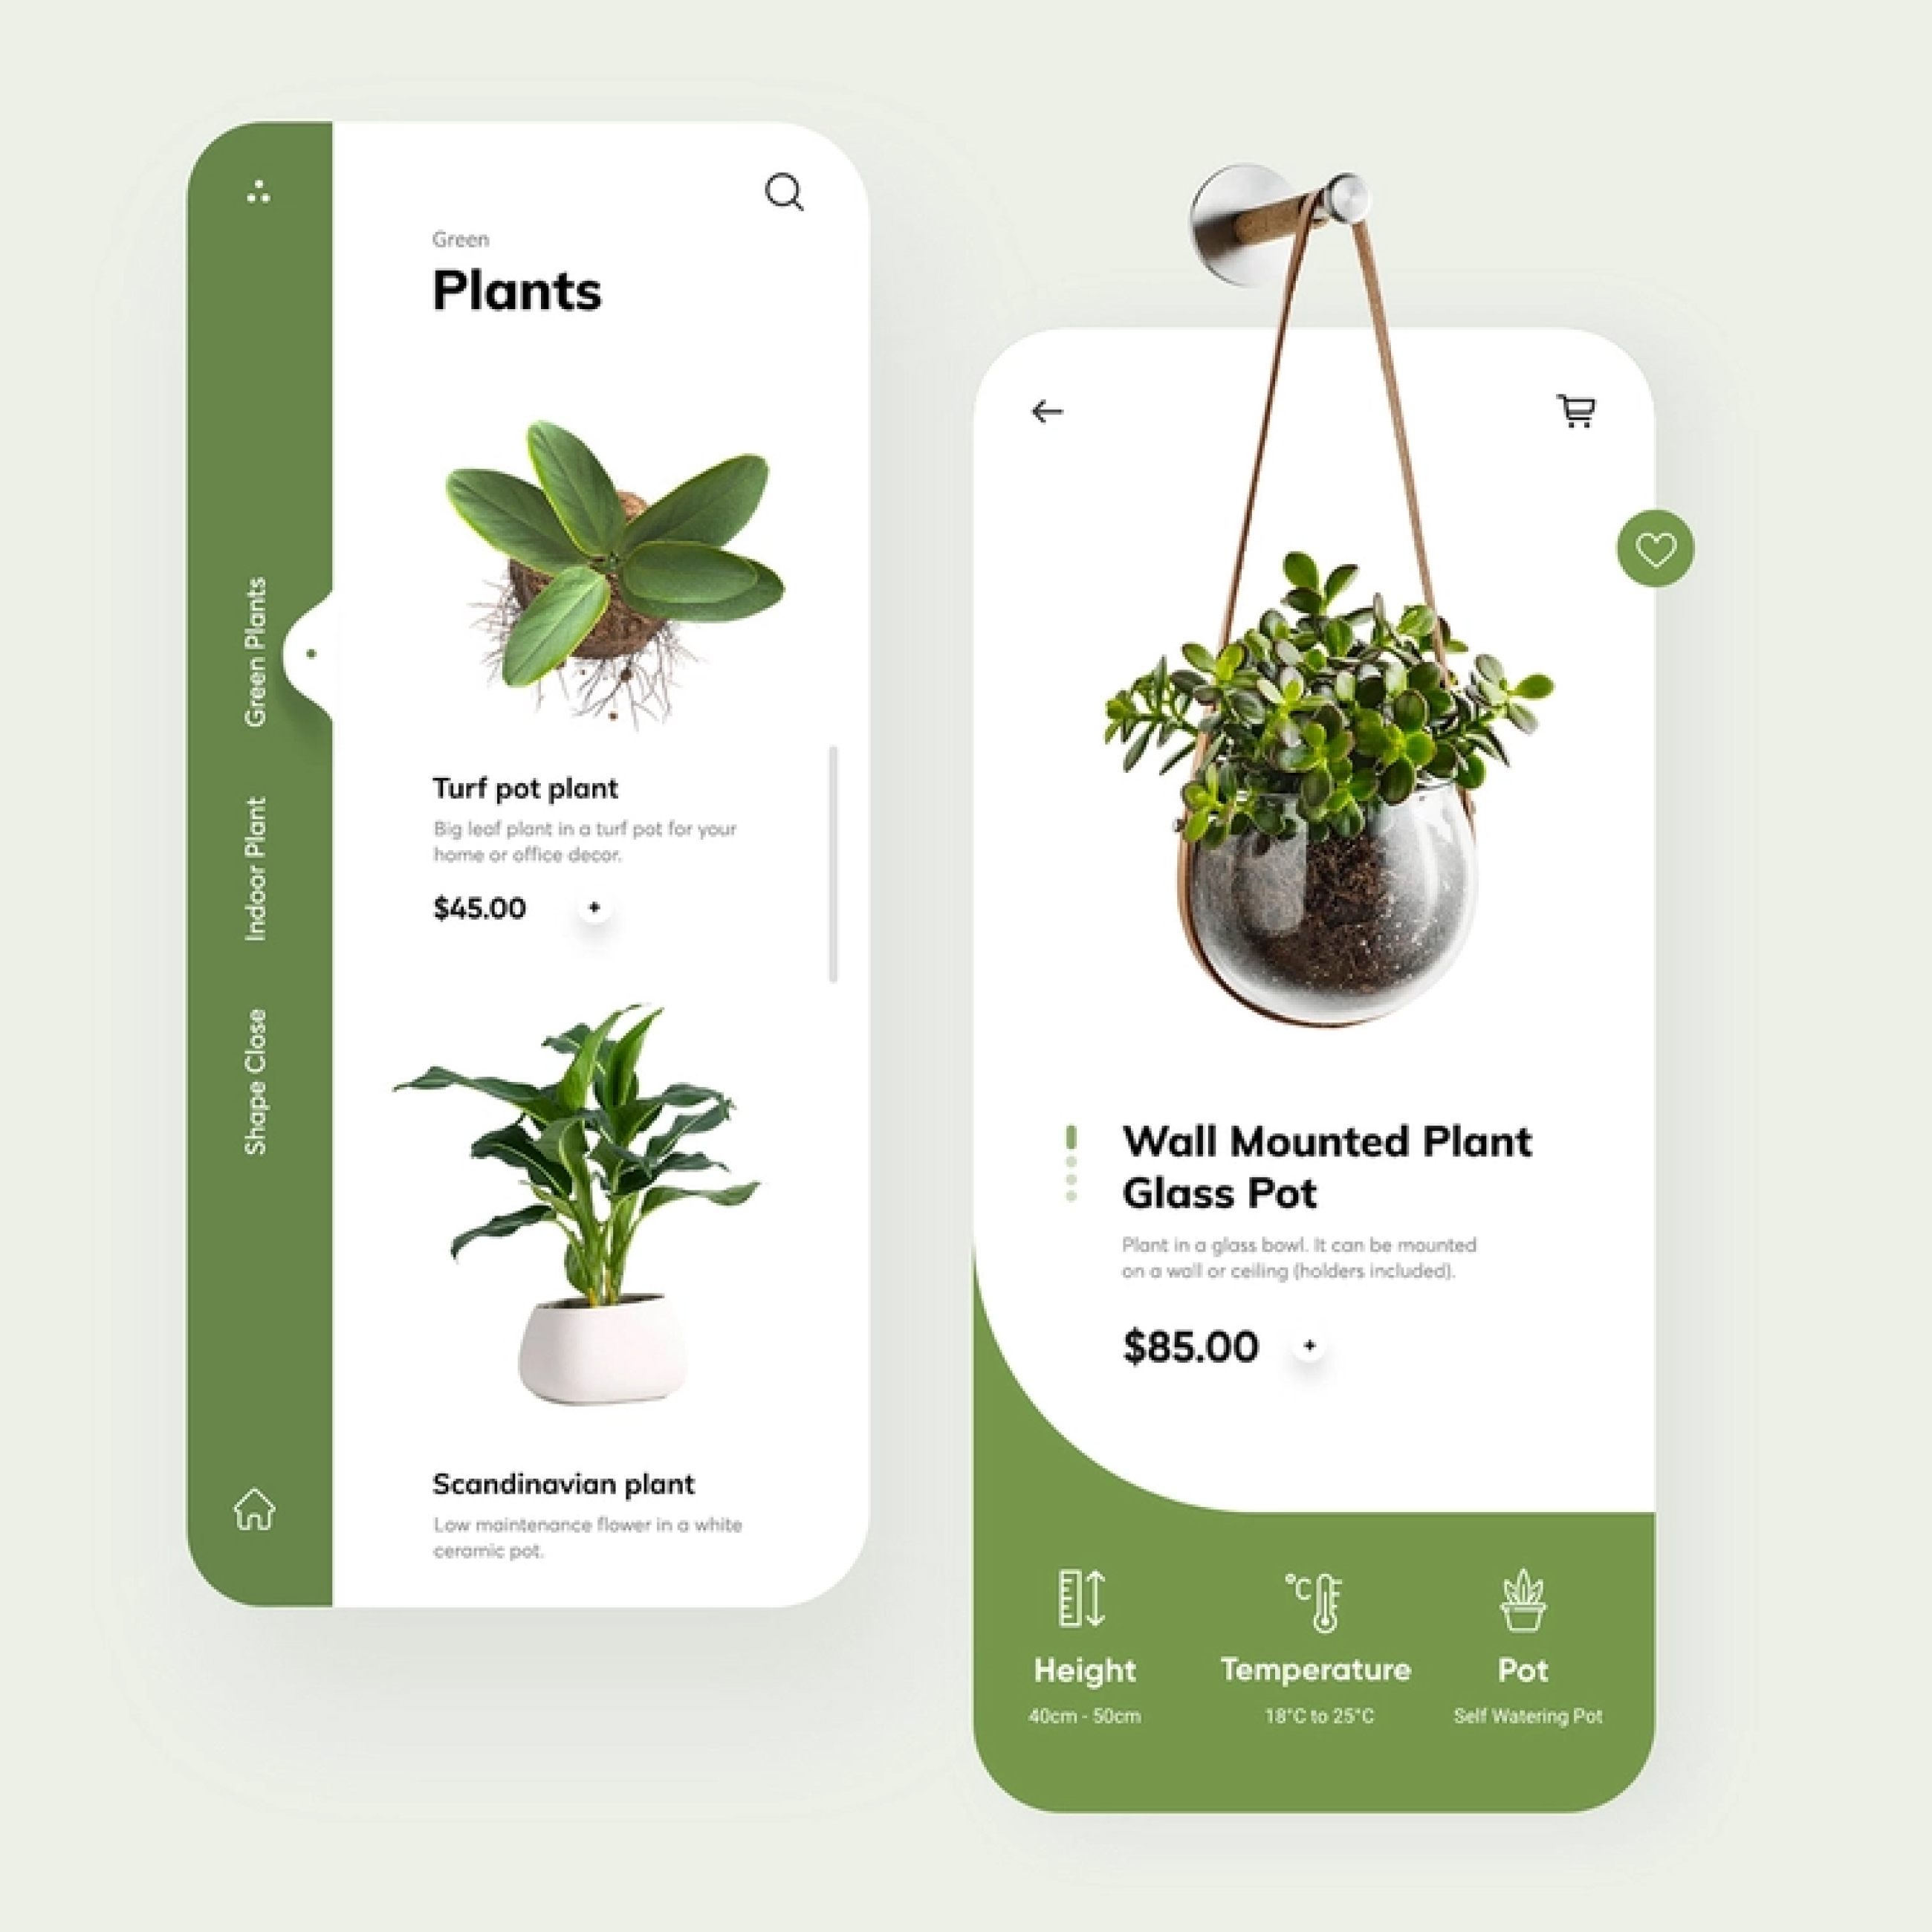 Green
Plants
Green Plants
Indoor Plant
Shape Close
Turf pot plant
Big leaf plant in a turf pot for your
home or office decor.
$45.00
+
Scandinavian plant
Low maintenance flower in a white
ceramic pot.
Wall Mounted Plant
Glass Pot
Plant in a glass bowl. It can be mounted
on a wall or ceiling (holders included).
$85.00
+
°C
Height
40cm - 50cm
Temperature
18°C to 25°C
Pot
Self Watering Pot